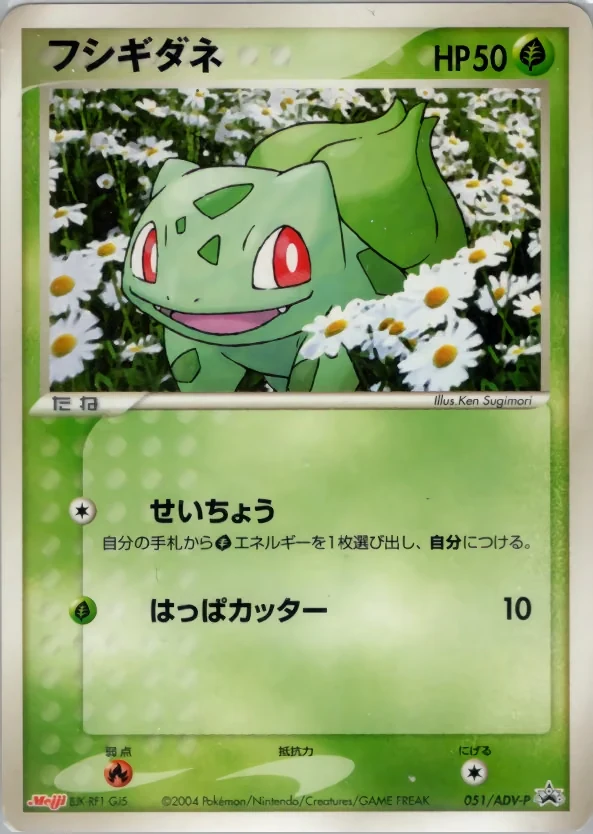 フシギダネ HP50
たね Illus.Ken Sugimori
せいちょう
自分の手札からエネルギーを1枚選び出し、自分につける。
はっぱカッター 10
弱点 抵抗力 にげる
Meiji ©2004 Pokémon/Nintendo/Creatures/GAME FREAK 051/ADV-P